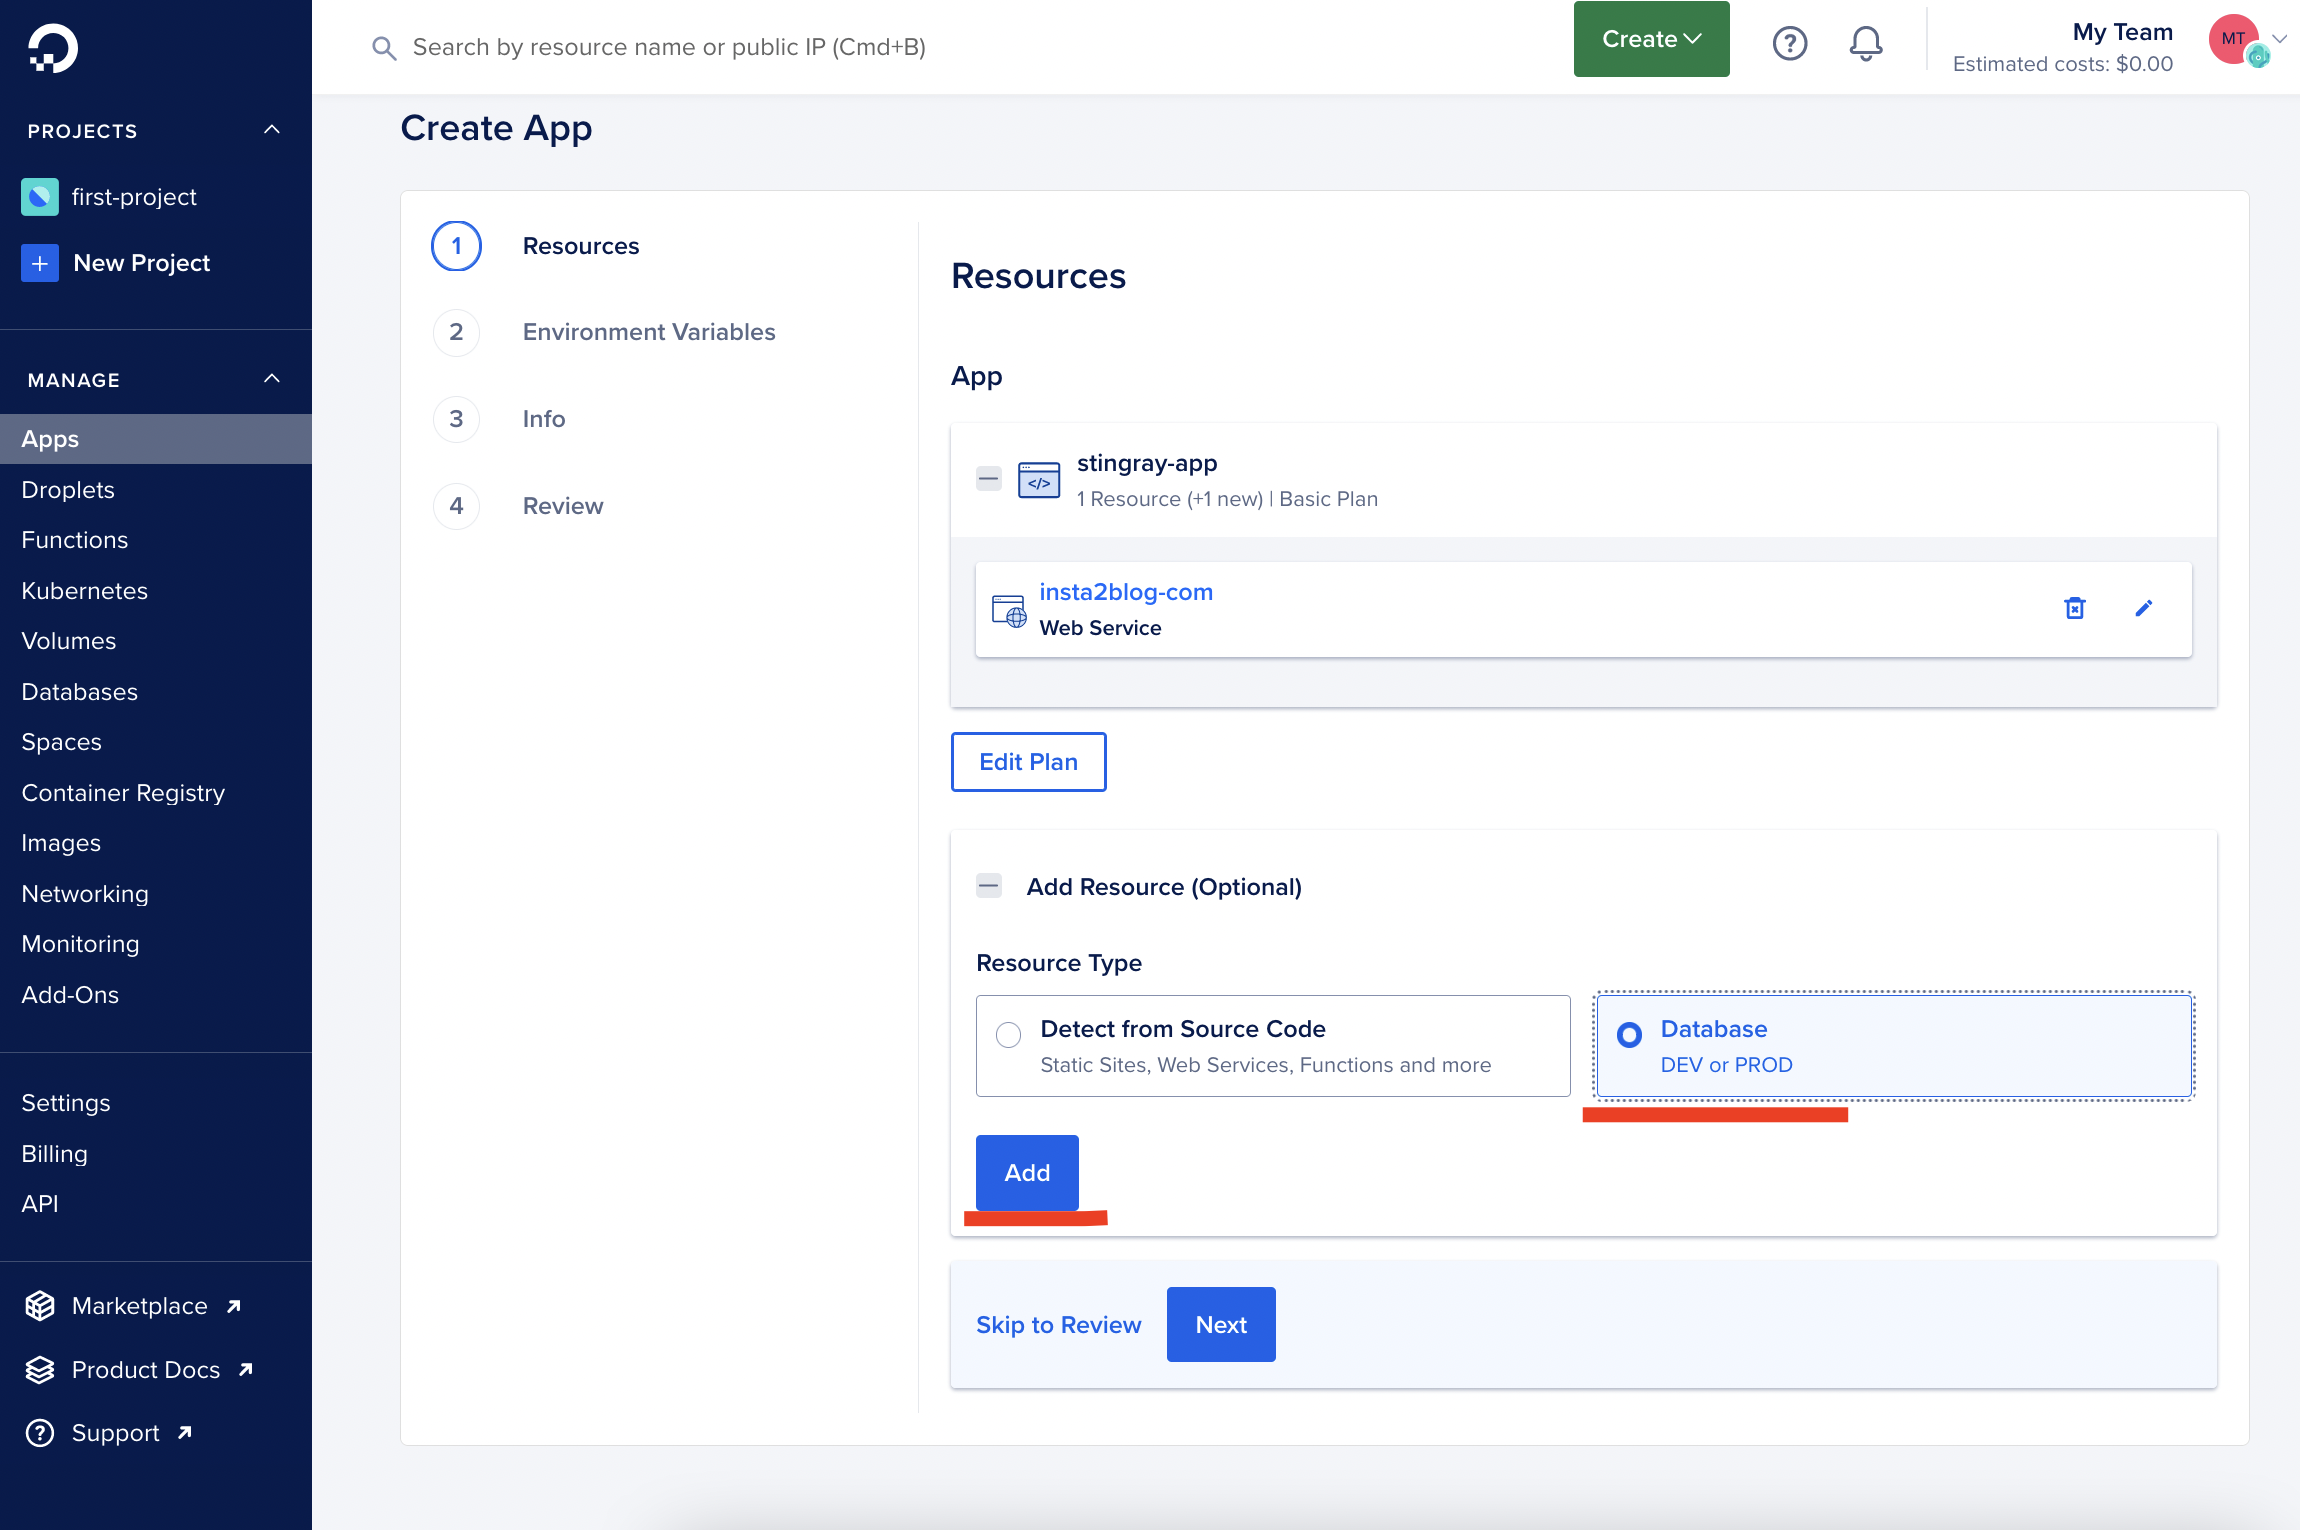 Search by resource name or public IP (Cmd+B)
Create
My Team
Estimated costs: $0.00
MT
PROJECTS
first-project
New Project
MANAGE
Apps
Droplets
Functions
Kubernetes
Volumes
Databases
Spaces
Container Registry
Images
Networking
Monitoring
Add-Ons
Settings
Billing
API
Marketplace
Product Docs
Support
Create App
1 Resources
2 Environment Variables
3 Info
4 Review
Resources
App
stingray-app
1 Resource (+1 new) | Basic Plan
insta2blog-com
Web Service
Edit Plan
Add Resource (Optional)
Resource Type
Detect from Source Code
Static Sites, Web Services, Functions and more
Database
DEV or PROD
Add
Skip to Review
Next